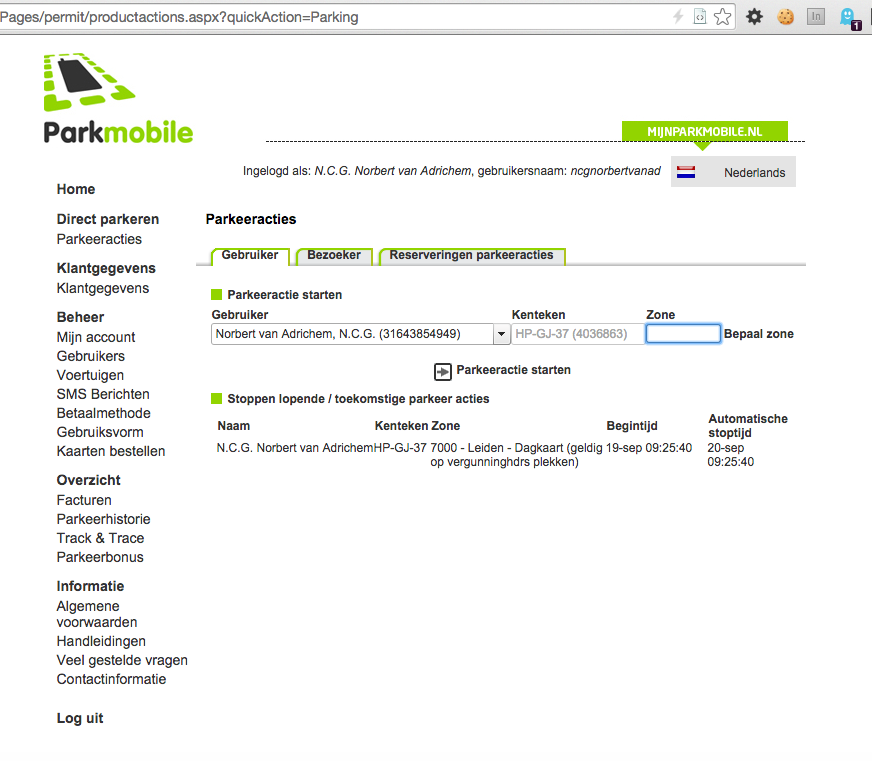 Pages/permit/productactions.aspx?quickAction=Parking
In
1
Parkmobile
MIJNPARKMOBILE.NL
Ingelogd als: N.C.G. Norbert van Adrichem, gebruikersnaam: ncgnorbertvanad
Nederlands
Home
Direct parkeren
Parkeeracties
Klantgegevens
Klantgegevens
Beheer
Mijn account
Gebruikers
Voertuigen
SMS Berichten
Betaalmethode
Gebruiksvorm
Kaarten bestellen
Overzicht
Facturen
Parkeerhistorie
Track & Trace
Parkeerbonus
Informatie
Algemene
voorwaarden
Handleidingen
Veel gestelde vragen
Contactinformatie
Log uit
Parkeeracties
Gebruiker Bezoeker Reserveringen parkeeracties
Parkeeractie starten
Gebruiker Kenteken Zone
Norbert van Adrichem, N.C.G. (31643854949) HP-GJ-37 (4036863) Bepaal zone
Parkeeractie starten
Stoppen lopende / toekomstige parkeer acties
Naam Kenteken Zone Begintijd Automatische
stoptijd
N.C.G. Norbert van AdrichemHP-GJ-37 7000 - Leiden - Dagkaart (geldig 19-sep 09:25:40 20-sep
op vergunninghdrs plekken) 09:25:40